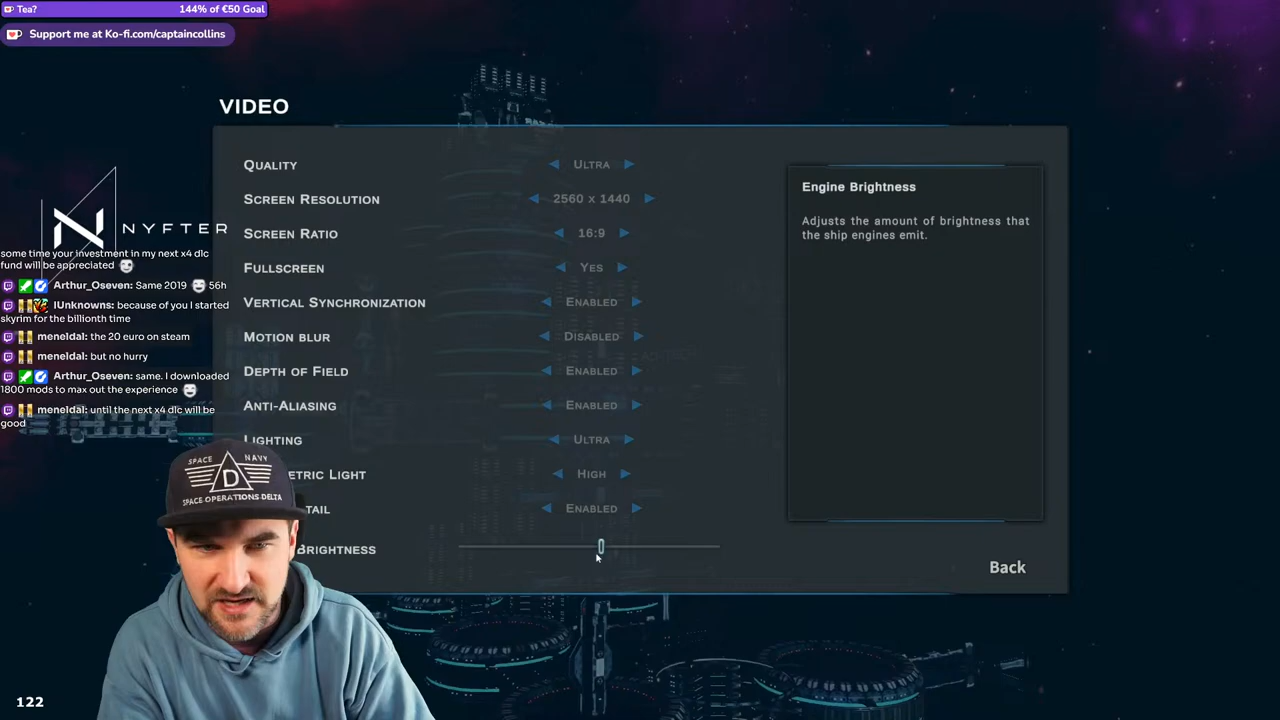 Tea?
144% of €50 Goal
Support me at Ko-fi.com/captaincollins
VIDEO
QUALITY
ULTRA
SCREEN RESOLUTION
2560 x 1440
SCREEN RATIO
16:9
FULLSCREEN
YES
VERTICAL SYNCHRONIZATION
ENABLED
MOTION BLUR
DISABLED
DEPTH OF FIELD
ENABLED
ANTI-ALIASING
ENABLED
LIGHTING
ULTRA
ETRIC LIGHT
HIGH
TAIL
ENABLED
BRIGHTNESS
Engine Brightness
Adjusts the amount of brightness that
the ship engines emit.
Back
NYFTER
some time your investment in my next x4 dlc
fund will be appreciated
Arthur_Oseven: Same 2019 56h
IUnknowns: because of you I started
skyrim for the billionth time
meneldal: the 20 euro on steam
meneldal: but no hurry
Arthur_Oseven: same. I downloaded
1800 mods to max out the experience
meneldal: until the next x4 dlc will be
good
SPACE NAVY
D
SPACE OPERATIONS DELTA
122